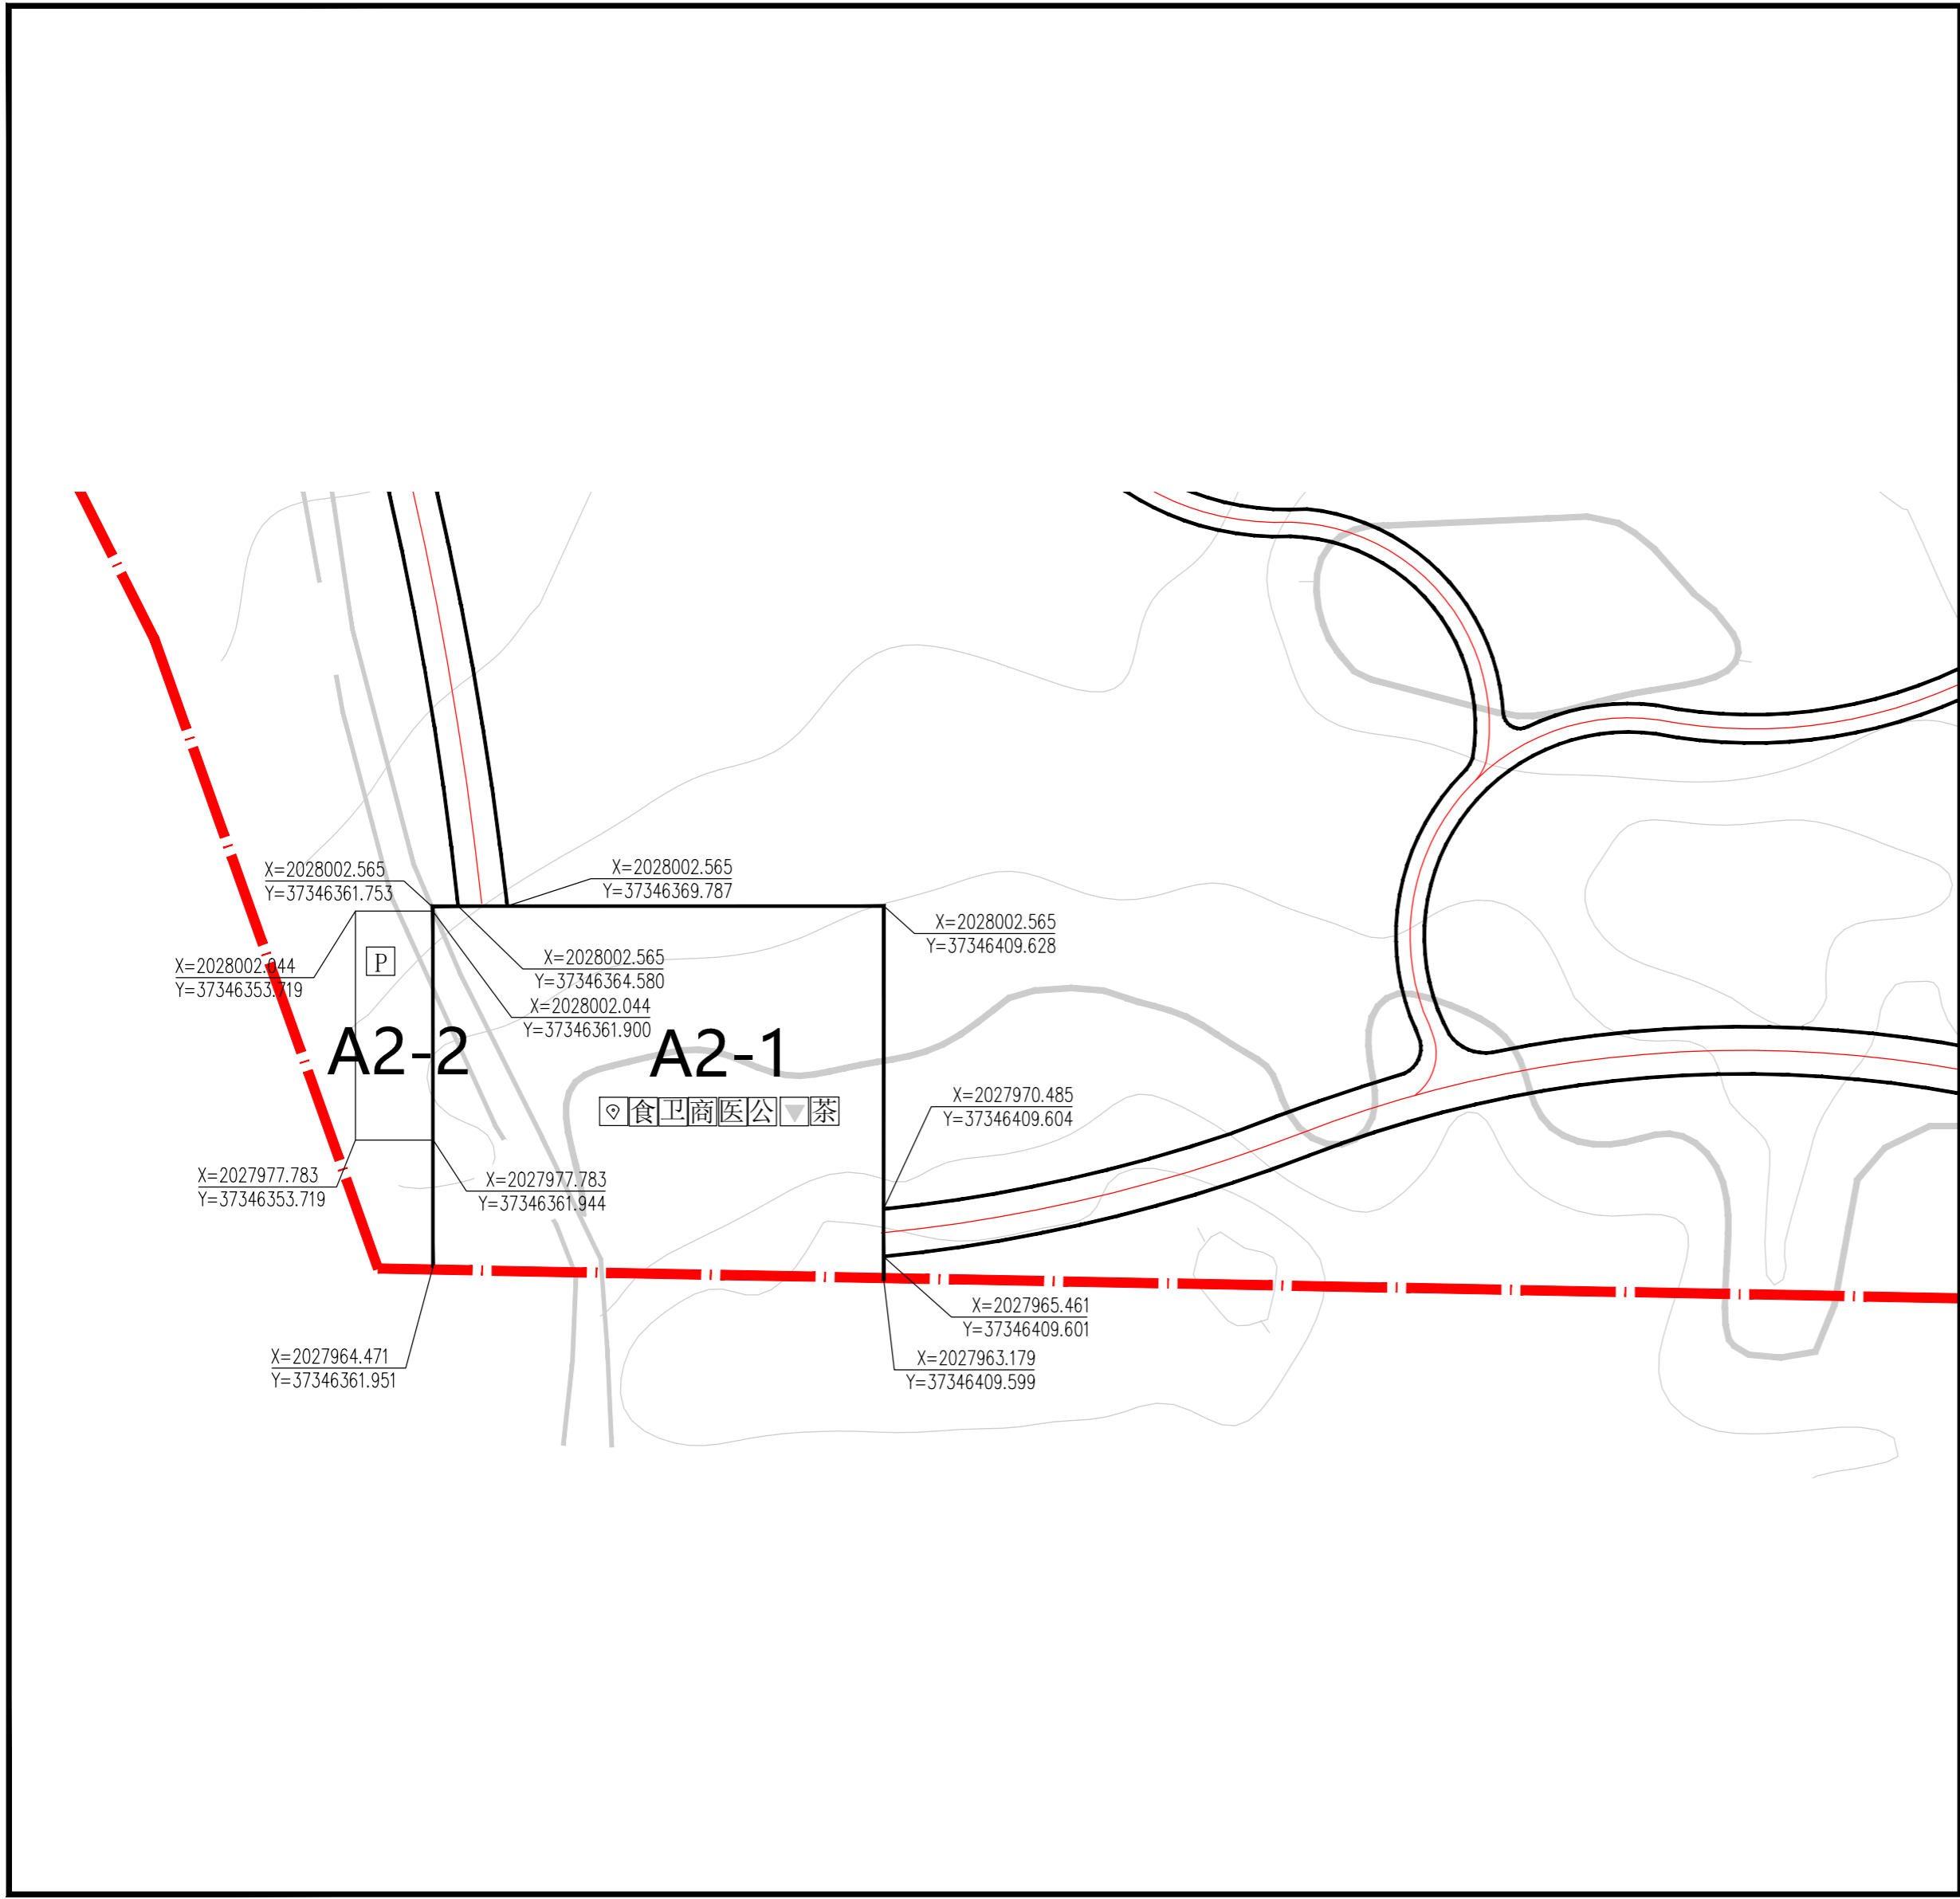 X=2028002.565
Y=37346361.753
X=2028002.565
Y=37346369.787
X=2028002.565
Y=37346409.628
X=2028002.044
Y=37346353.719
P
X=2028002.565
Y=37346364.580
X=2028002.044
Y=37346361.900
A2-2
A2-1
食卫商医公
茶
X=2027970.485
Y=37346409.604
X=2027977.783
Y=37346353.719
X=2027977.783
Y=37346361.944
X=2027965.461
Y=37346409.601
X=2027964.471
Y=37346361.951
X=2027963.179
Y=37346409.599